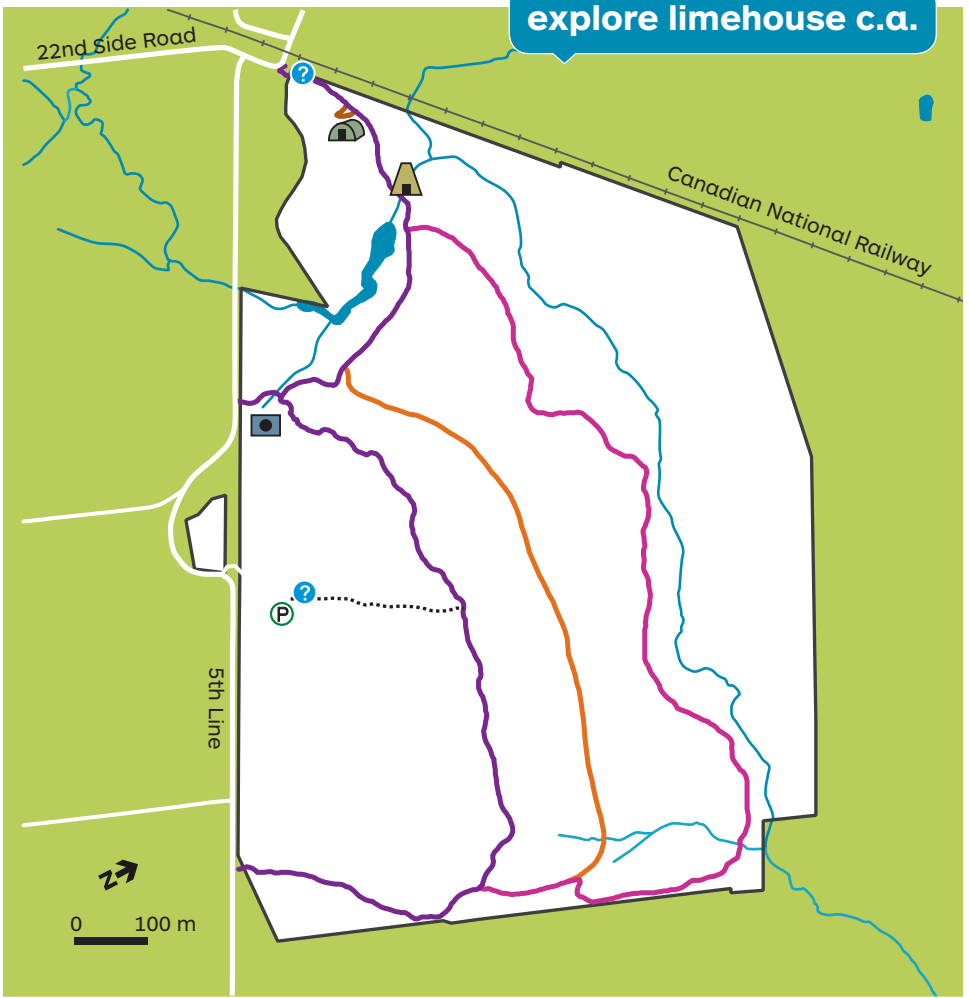 explore limehouse c.a.
22nd Side Road
?
Canadian National Railway
?
P
5th Line
N
0 100 m